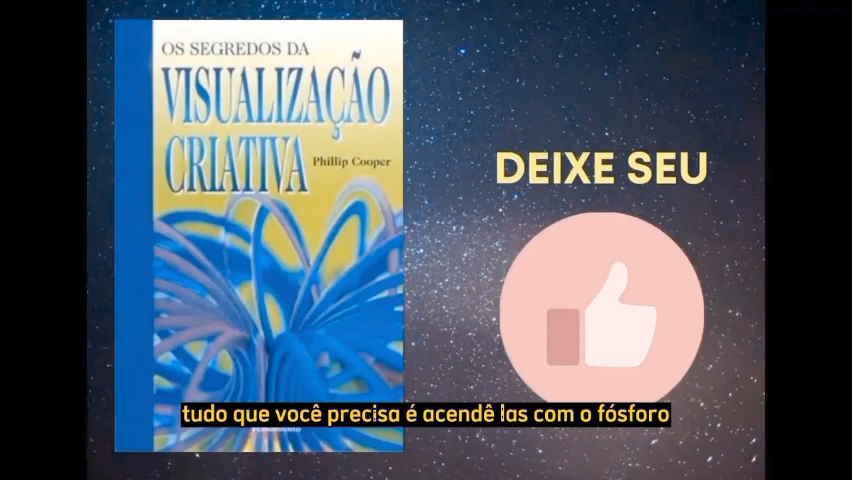 OS SEGREDOS DA
VISUALIZAÇÃO
CRIATIVA
Phillip Cooper
DEIXE SEU
tudo que você precisa é acendê las com o fósforo